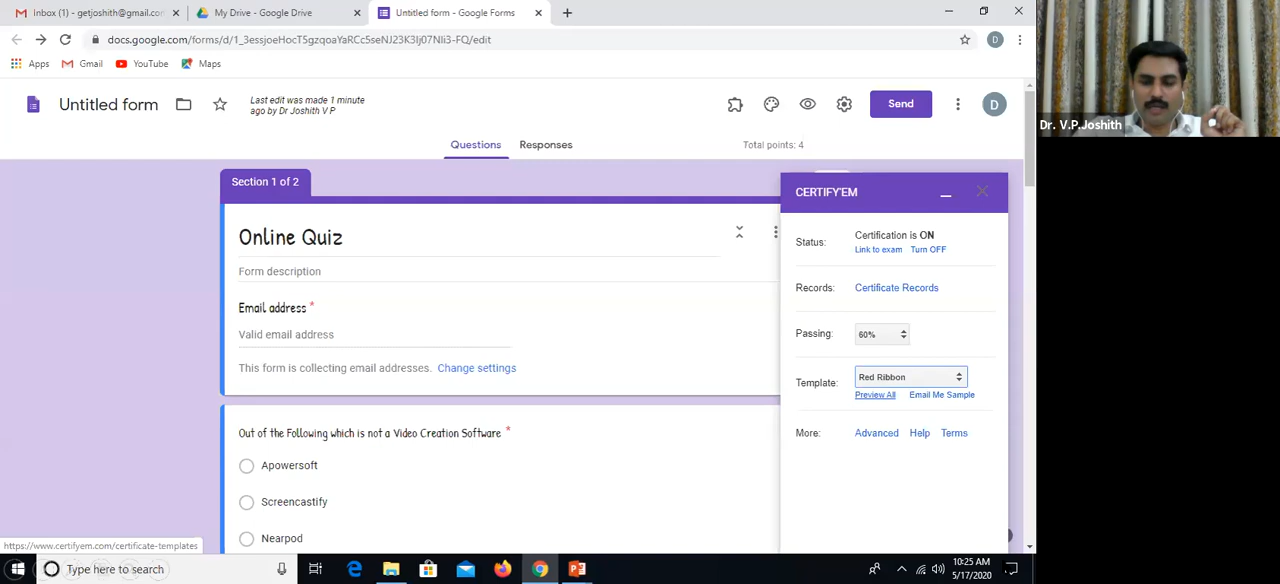 Inbox (1) - getjoshith@gmail.com
My Drive - Google Drive
Untitled form - Google Forms
docs.google.com/forms/d/1_3essjoeHocT5gzqoaYaRCc5seNJ23K3Ij07Nli3-FQ/edit
D
Apps
Gmail
YouTube
Maps
Untitled form
Last edit was made 1 minute
ago by Dr Joshith V P
Send
D
Questions
Responses
Total points: 4
Section 1 of 2
Online Quiz
Form description
Email address *
Valid email address
This form is collecting email addresses. Change settings
Out of the Following which is not a Video Creation Software *
Apowersoft
Screencastify
Nearpod
CERTIFY'EM
Status:
Certification is ON
Link to exam Turn OFF
Records: Certificate Records
Passing: 60%
Template: Red Ribbon
Preview All Email Me Sample
More: Advanced Help Terms
https://www.certifyem.com/certificate-templates
Type here to search
10:25 AM
5/17/2020
Dr. V.P.Joshith